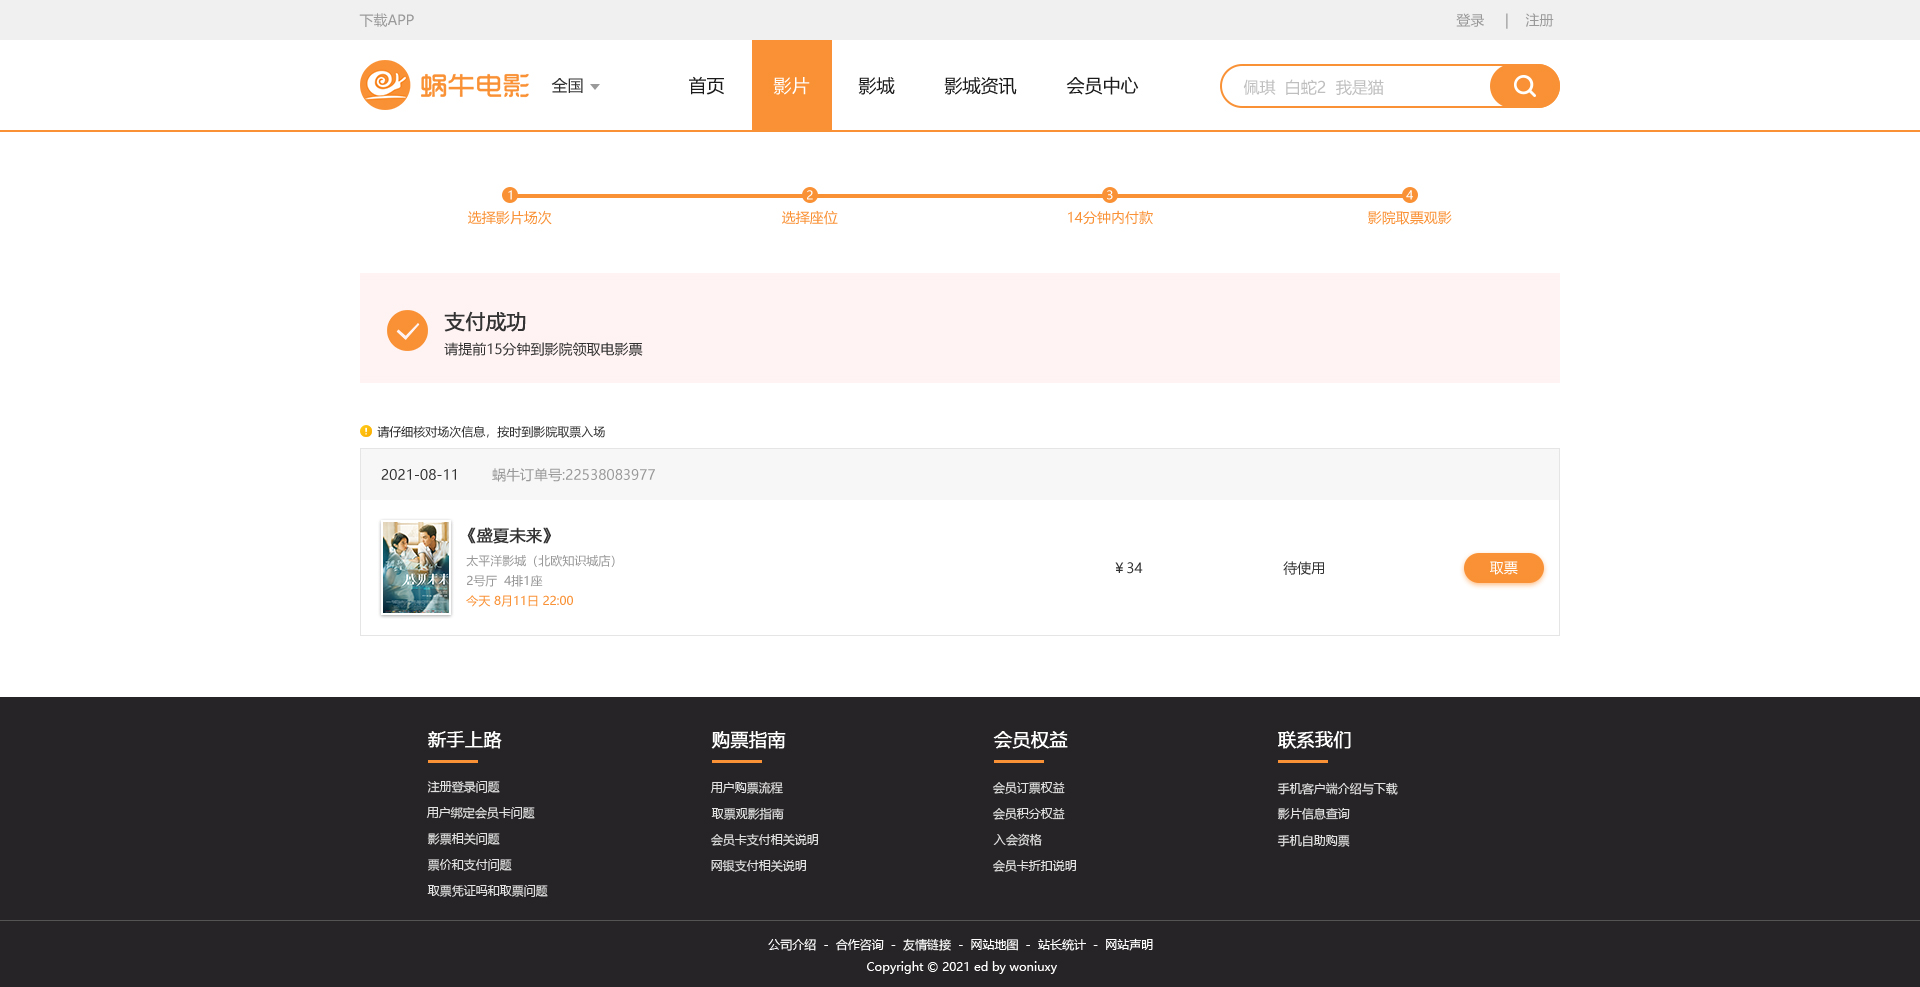 下载APP
登录 | 注册
蜗牛电影 全国 首页 影片 影城 影城资讯 会员中心 佩琪 白蛇2 我是猫
1 2 3 4
选择影片场次 选择座位 14分钟内付款 影院取票观影
支付成功
请提前15分钟到影院领取电影票
请仔细核对场次信息，按时到影院取票入场
2021-08-11 蜗牛订单号:22538083977
《盛夏未来》
盛夏未来
太平洋影城（北欧知识城店）
2号厅 4排1座
今天 8月11日 22:00
¥ 34 待使用 取票
新手上路
注册登录问题
用户绑定会员卡问题
影票相关问题
票价和支付问题
取票凭证吗和取票问题
购票指南
用户购票流程
取票观影指南
会员卡支付相关说明
网银支付相关说明
会员权益
会员订票权益
会员积分权益
入会资格
会员卡折扣说明
联系我们
手机客户端介绍与下载
影片信息查询
手机自助购票
公司介绍 - 合作咨询 - 友情链接 - 网站地图 - 站长统计 - 网站声明
Copyright © 2021 ed by woniuxy